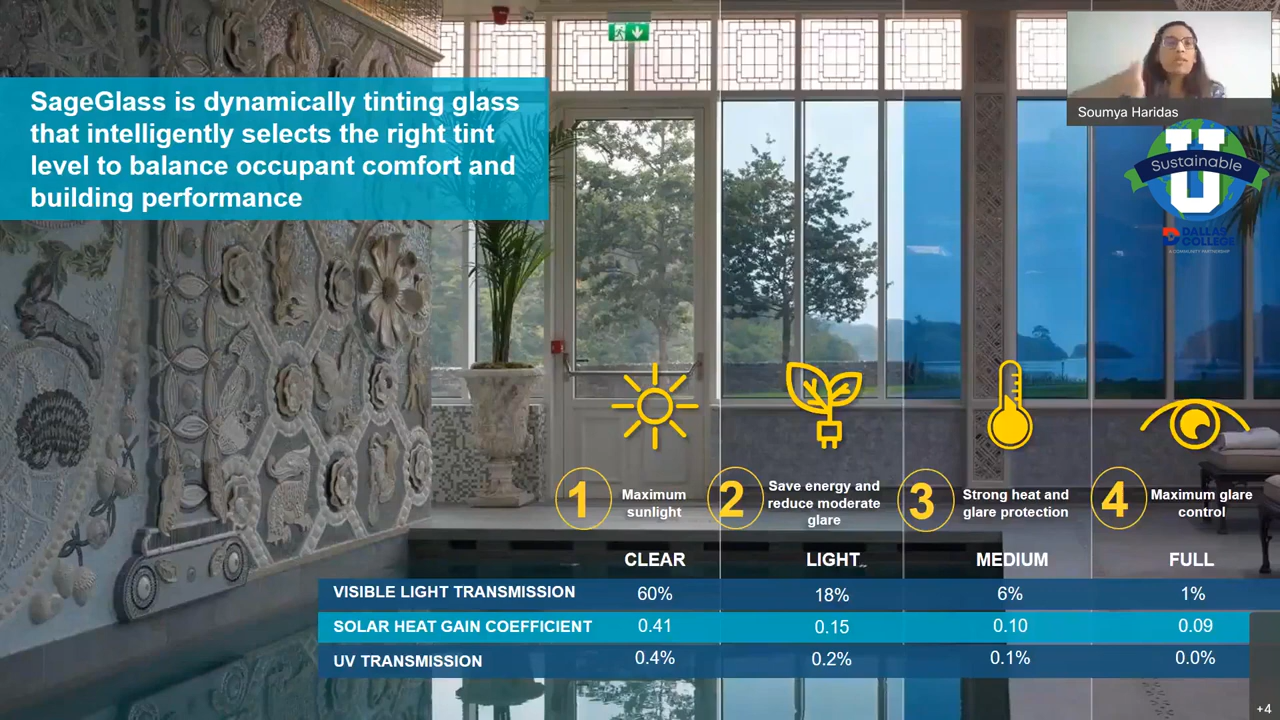 SageGlass is dynamically tinting glass
that intelligently selects the right tint
level to balance occupant comfort and
building performance
Soumya Haridas
Sustainable
U
DALLAS
COLLEGE
A COMMUNITY PARTNERSHIP
1 Maximum
sunlight
2 Save energy and
reduce moderate
glare
3 Strong heat and
glare protection
4 Maximum glare
control
CLEAR LIGHT MEDIUM FULL
VISIBLE LIGHT TRANSMISSION 60% 18% 6% 1%
SOLAR HEAT GAIN COEFFICIENT 0.41 0.15 0.10 0.09
UV TRANSMISSION 0.4% 0.2% 0.1% 0.0%
+4